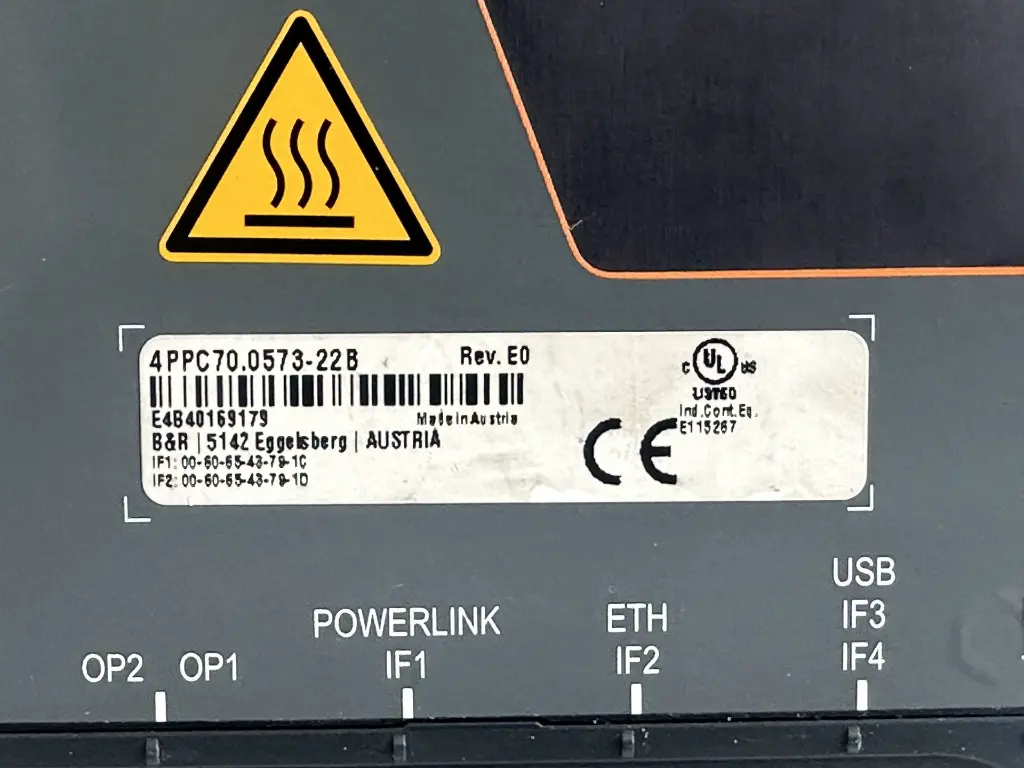 4PPC70.0573-22B Rev. E0
E4B40169179 Made in Austria
B&R | 5142 Eggelsberg | AUSTRIA
IF1: 00-60-65-43-79-1C
IF2: 00-60-65-43-79-1D
C UL US
LISTED
Ind.Cont.Eq.
E115267
CE
USB
POWERLINK ETH IF3
OP2 OP1 IF1 IF2 IF4